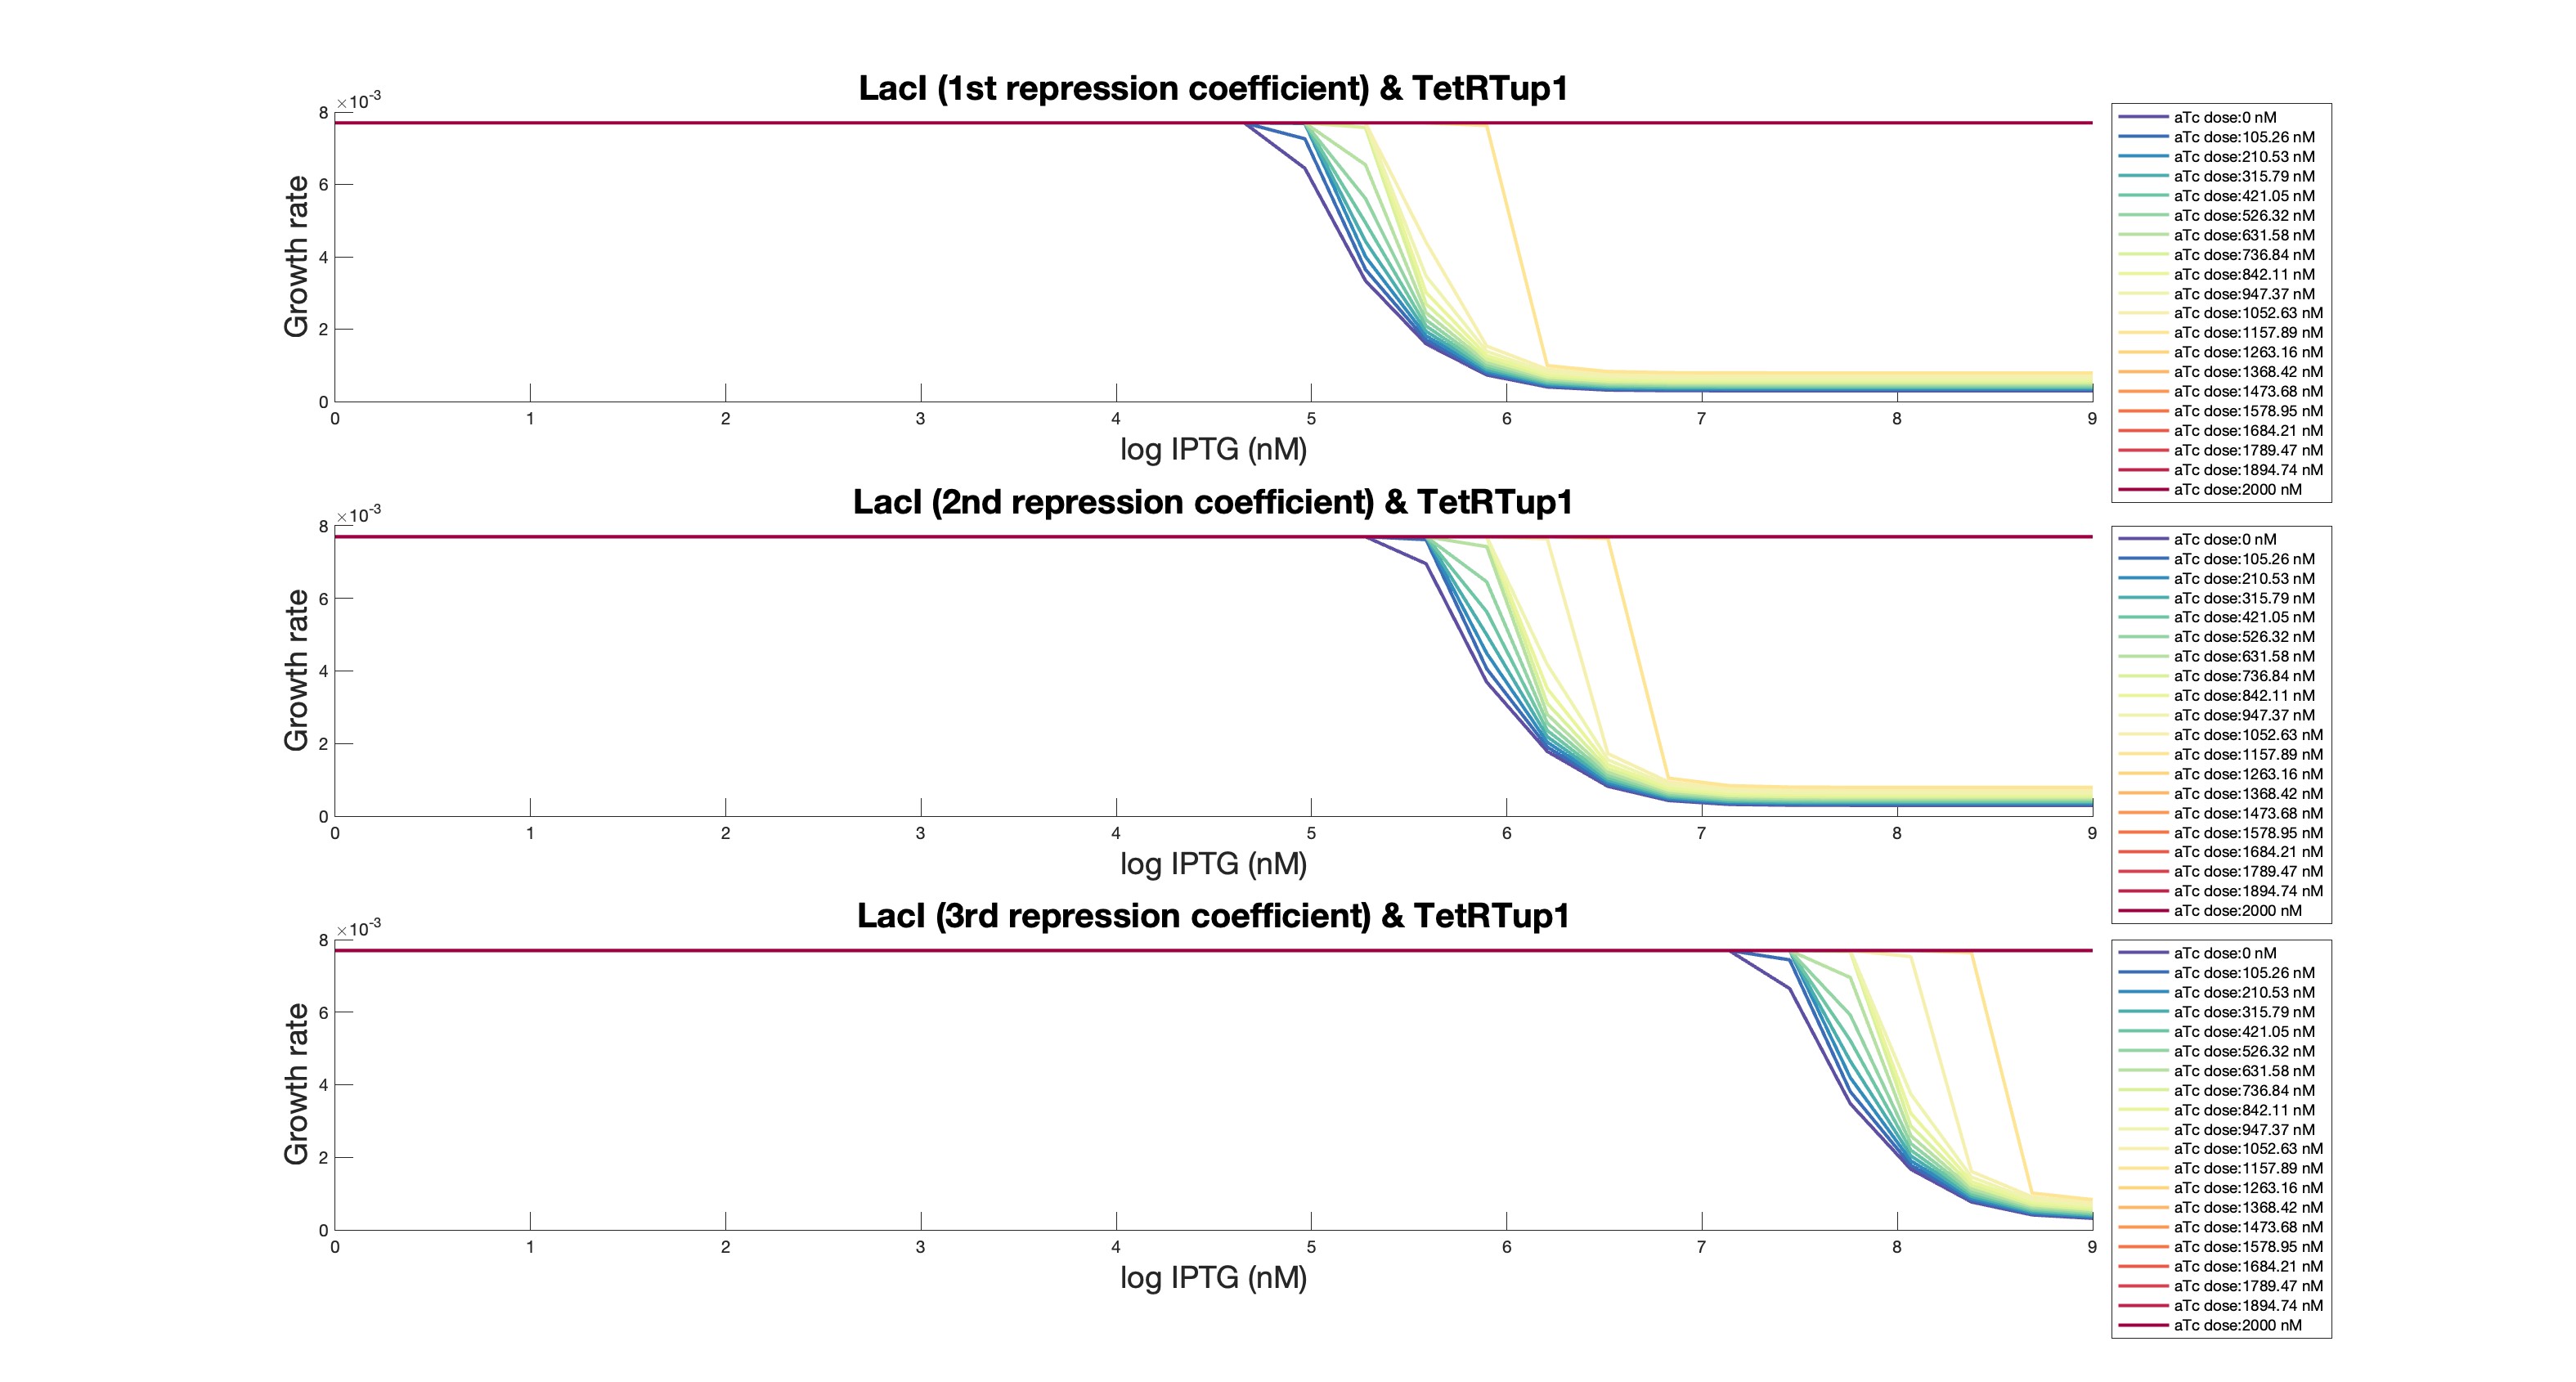 LacI (1st repression coefficient) & TetRTup1
×10-3
8
6
4
2
0
Growth rate
0 1 2 3 4 5 6 7 8 9
log IPTG (nM)
aTc dose:0 nM
aTc dose:105.26 nM
aTc dose:210.53 nM
aTc dose:315.79 nM
aTc dose:421.05 nM
aTc dose:526.32 nM
aTc dose:631.58 nM
aTc dose:736.84 nM
aTc dose:842.11 nM
aTc dose:947.37 nM
aTc dose:1052.63 nM
aTc dose:1157.89 nM
aTc dose:1263.16 nM
aTc dose:1368.42 nM
aTc dose:1473.68 nM
aTc dose:1578.95 nM
aTc dose:1684.21 nM
aTc dose:1789.47 nM
aTc dose:1894.74 nM
aTc dose:2000 nM
LacI (2nd repression coefficient) & TetRTup1
×10-3
8
6
4
2
0
Growth rate
0 1 2 3 4 5 6 7 8 9
log IPTG (nM)
aTc dose:0 nM
aTc dose:105.26 nM
aTc dose:210.53 nM
aTc dose:315.79 nM
aTc dose:421.05 nM
aTc dose:526.32 nM
aTc dose:631.58 nM
aTc dose:736.84 nM
aTc dose:842.11 nM
aTc dose:947.37 nM
aTc dose:1052.63 nM
aTc dose:1157.89 nM
aTc dose:1263.16 nM
aTc dose:1368.42 nM
aTc dose:1473.68 nM
aTc dose:1578.95 nM
aTc dose:1684.21 nM
aTc dose:1789.47 nM
aTc dose:1894.74 nM
aTc dose:2000 nM
LacI (3rd repression coefficient) & TetRTup1
×10-3
8
6
4
2
0
Growth rate
0 1 2 3 4 5 6 7 8 9
log IPTG (nM)
aTc dose:0 nM
aTc dose:105.26 nM
aTc dose:210.53 nM
aTc dose:315.79 nM
aTc dose:421.05 nM
aTc dose:526.32 nM
aTc dose:631.58 nM
aTc dose:736.84 nM
aTc dose:842.11 nM
aTc dose:947.37 nM
aTc dose:1052.63 nM
aTc dose:1157.89 nM
aTc dose:1263.16 nM
aTc dose:1368.42 nM
aTc dose:1473.68 nM
aTc dose:1578.95 nM
aTc dose:1684.21 nM
aTc dose:1789.47 nM
aTc dose:1894.74 nM
aTc dose:2000 nM